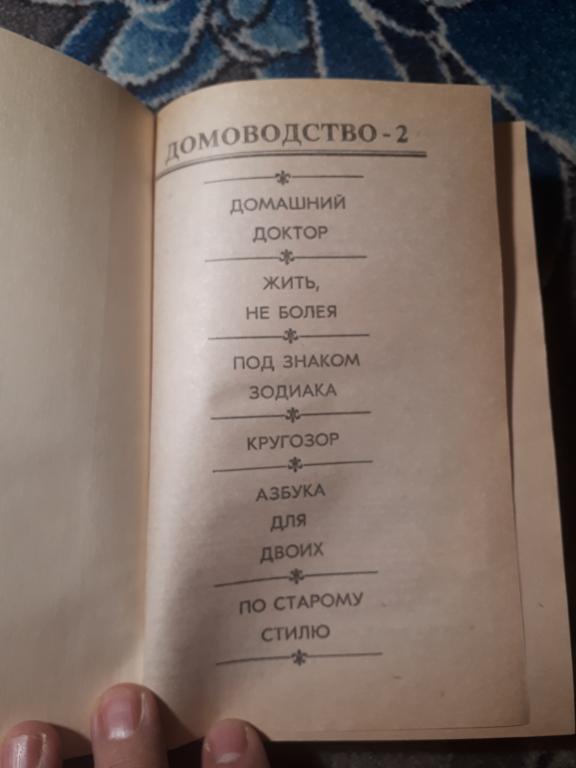 ДОМОВОДСТВО-2
ДОМАШНИЙ
ДОКТОР
ЖИТЬ,
НЕ БОЛЕЯ
ПОД ЗНАКОМ
ЗОДИАКА
КРУГОЗОР
АЗБУКА
ДЛЯ
ДВОИХ
ПО СТАРОМУ
СТИЛЮ